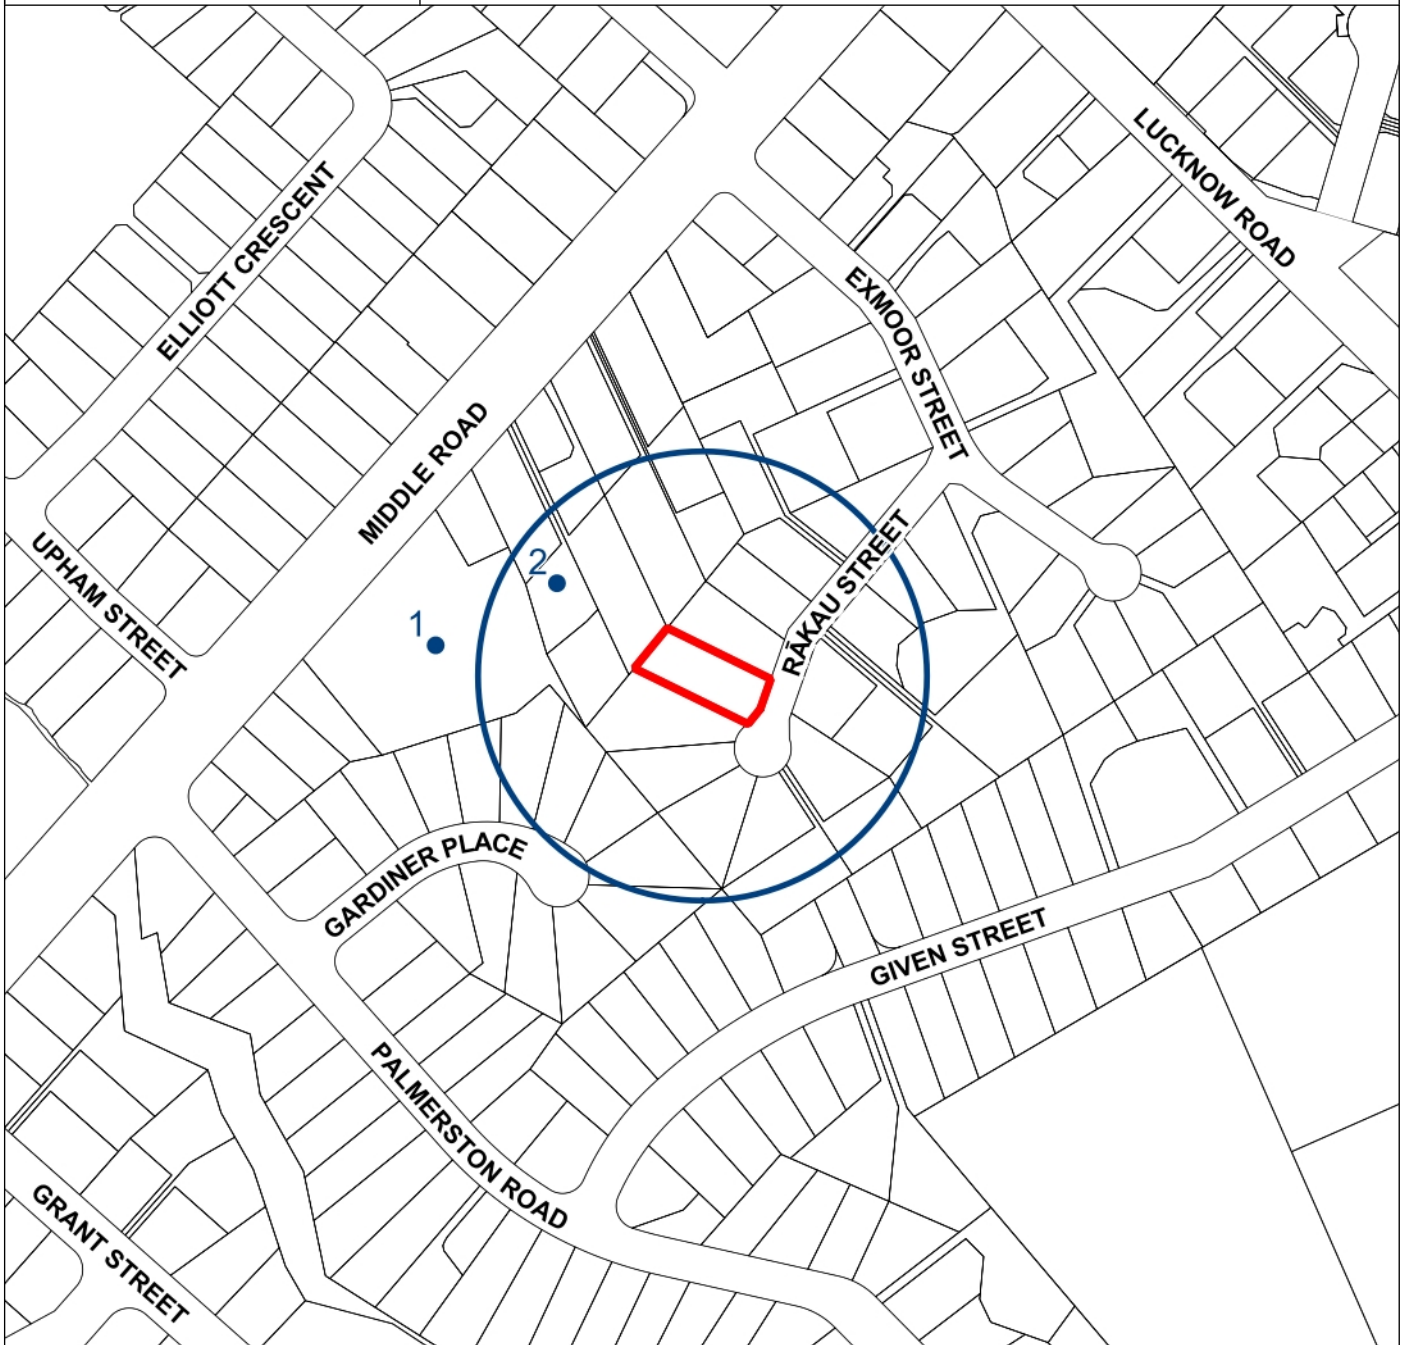 LUCKNOW ROAD
ELLIOTT CRESCENT
EXMOOR STREET
MIDDLE ROAD
UPHAM STREET
2
1
RĀKAU STREET
GARDINER PLACE
GIVEN STREET
PALMERSTON ROAD
GRANT STREET